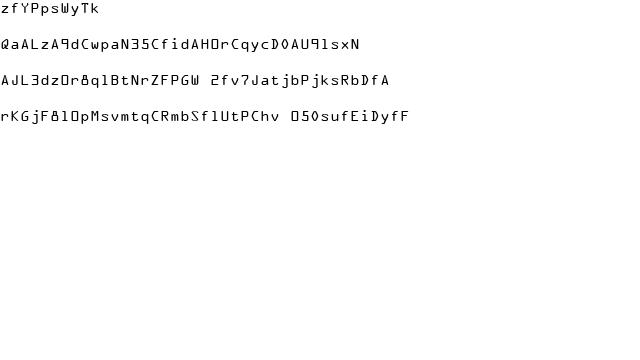 zfYPpsWyTk
QaALzA9dCwpaN35CfidAHOrCqycD0AU9lsxN
AJL3dzOr8qlBtNrZFPGW 2fv7JatjbPjksRbDfA
rKGjF8lOpMsvmtqCRmbSflUtPChv O50sufEiDyfF